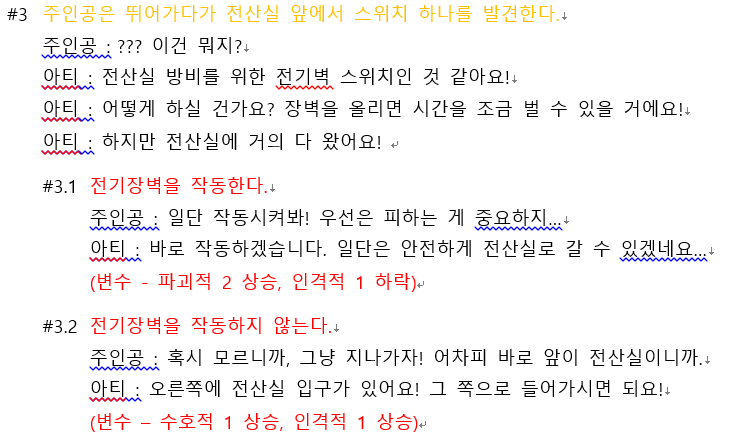 #3 주인공은 뛰어가다가 전산실 앞에서 스위치 하나를 발견한다.
주인공 : ??? 이건 뭐지?
아티 : 전산실 방비를 위한 전기벽 스위치인 것 같아요!
아티 : 어떻게 하실 건가요? 장벽을 올리면 시간을 조금 벌 수 있을 거에요!
아티 : 하지만 전산실에 거의 다 왔어요!
#3.1 전기장벽을 작동한다.
주인공 : 일단 작동시켜봐! 우선은 피하는 게 중요하지...
아티 : 바로 작동하겠습니다. 일단은 안전하게 전산실로 갈 수 있겠네요...
(변수 - 파괴적 2 상승, 인격적 1 하락)
#3.2 전기장벽을 작동하지 않는다.
주인공 : 혹시 모르니까, 그냥 지나가자! 어차피 바로 앞이 전산실이니까.
아티 : 오른쪽에 전산실 입구가 있어요! 그 쪽으로 들어가시면 되요!
(변수 – 수호적 1 상승, 인격적 1 상승)